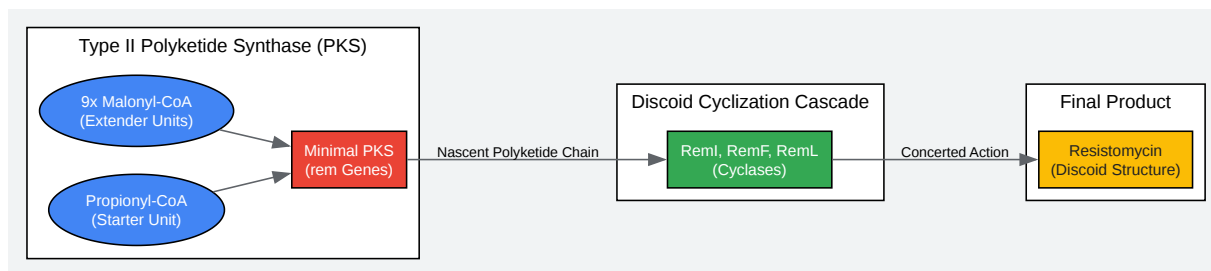 Type II Polyketide Synthase (PKS)
9x Malonyl-CoA
(Extender Units)
Propionyl-CoA
(Starter Unit)
Minimal PKS
(rem Genes)
Nascent Polyketide Chain
Discoid Cyclization Cascade
RemI, RemF, RemL
(Cyclases)
Concerted Action
Final Product
Resistomycin
(Discoid Structure)